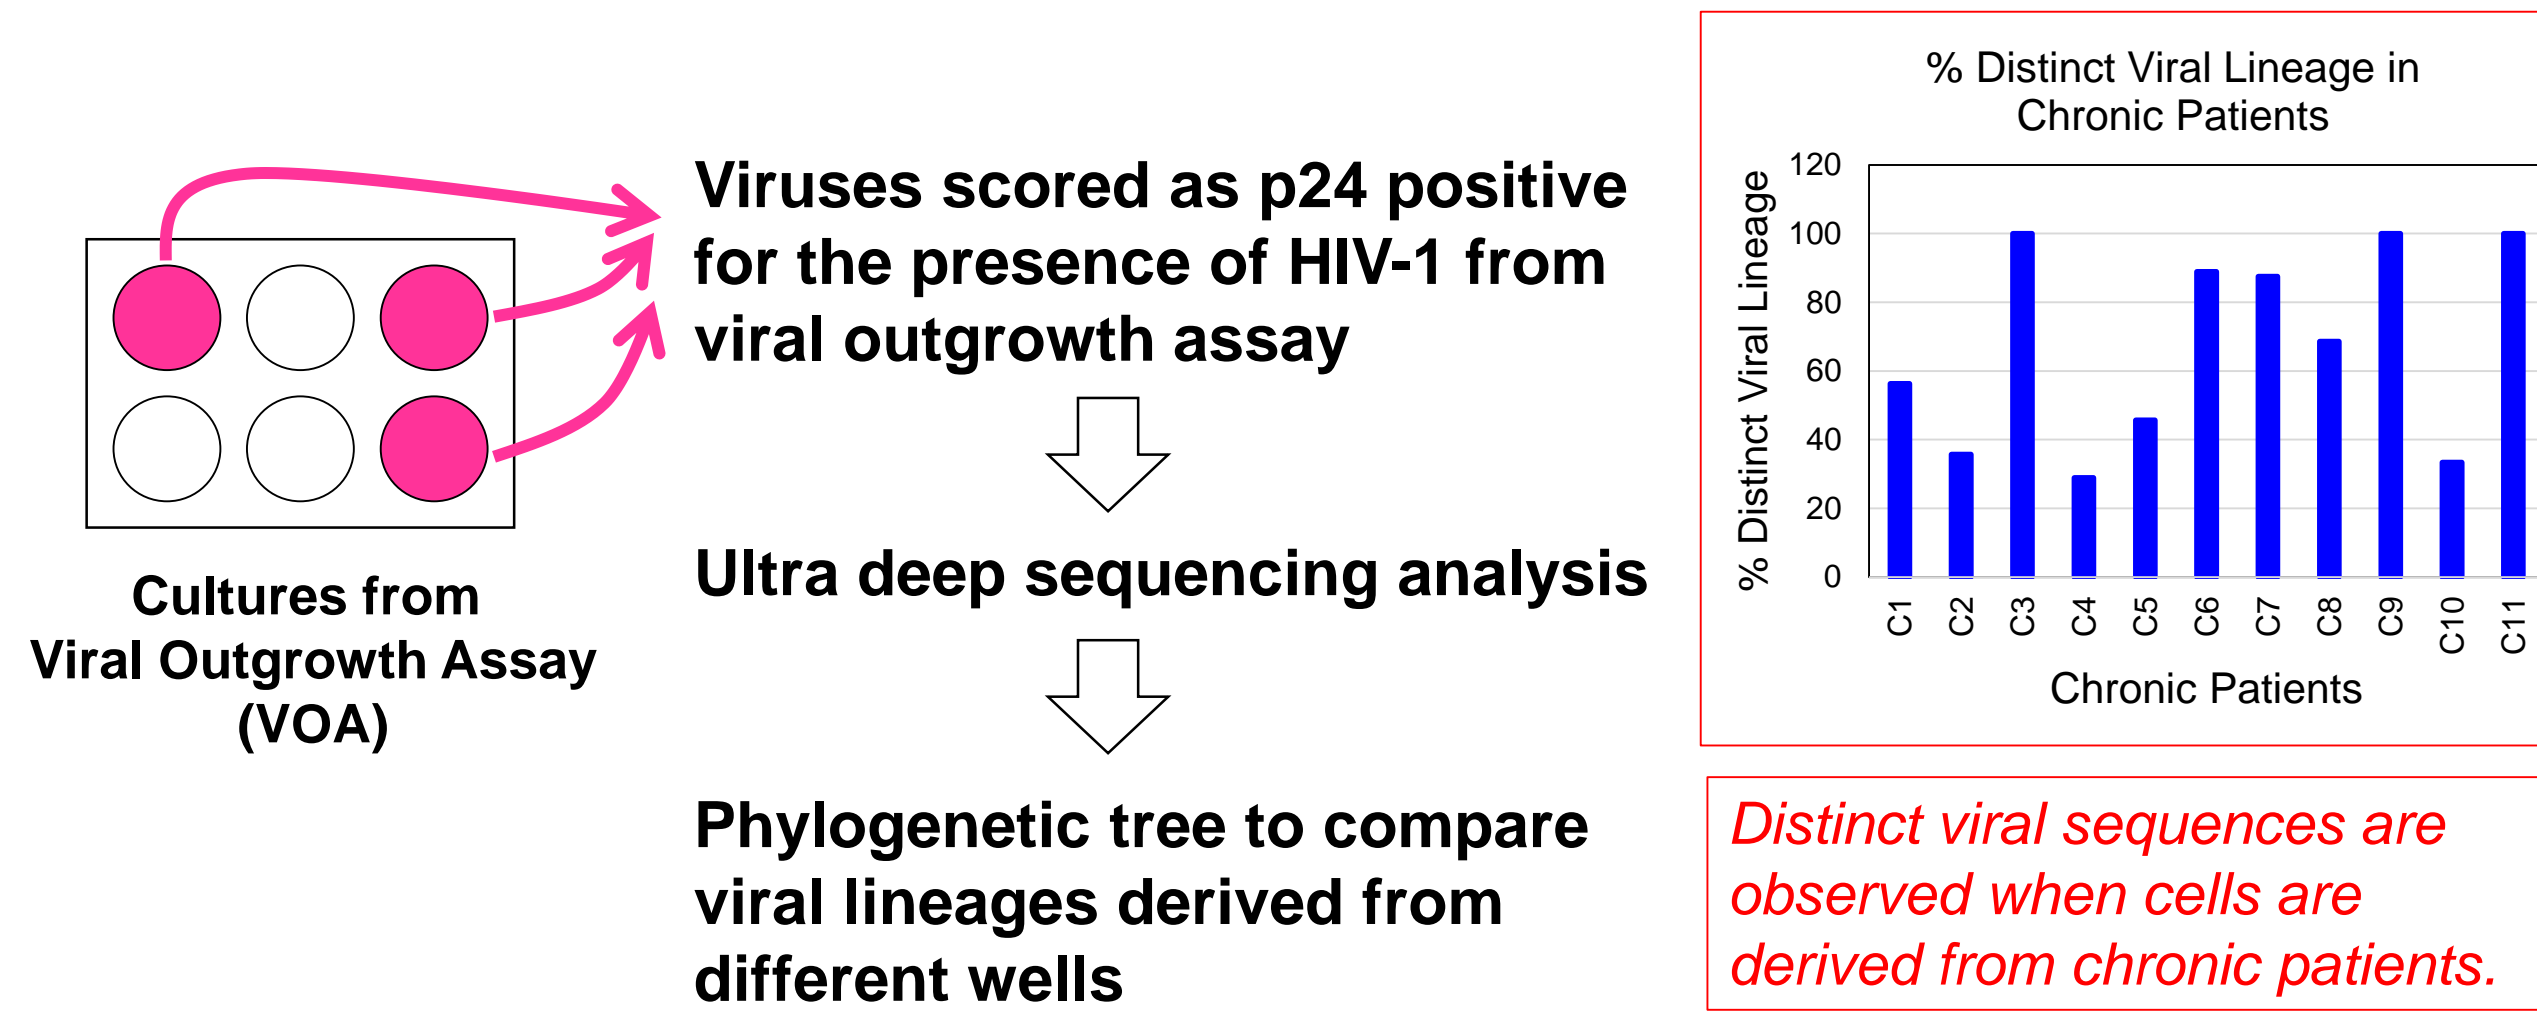 Cultures from
Viral Outgrowth Assay
(VOA)
Viruses scored as p24 positive
for the presence of HIV-1 from
viral outgrowth assay
Ultra deep sequencing analysis
Phylogenetic tree to compare
viral lineages derived from
different wells
% Distinct Viral Lineage in
Chronic Patients
% Distinct Viral Lineage
120
100
80
60
40
20
0
C1 C2 C3 C4 C5 C6 C7 C8 C9 C10 C11
Chronic Patients
Distinct viral sequences are
observed when cells are
derived from chronic patients.